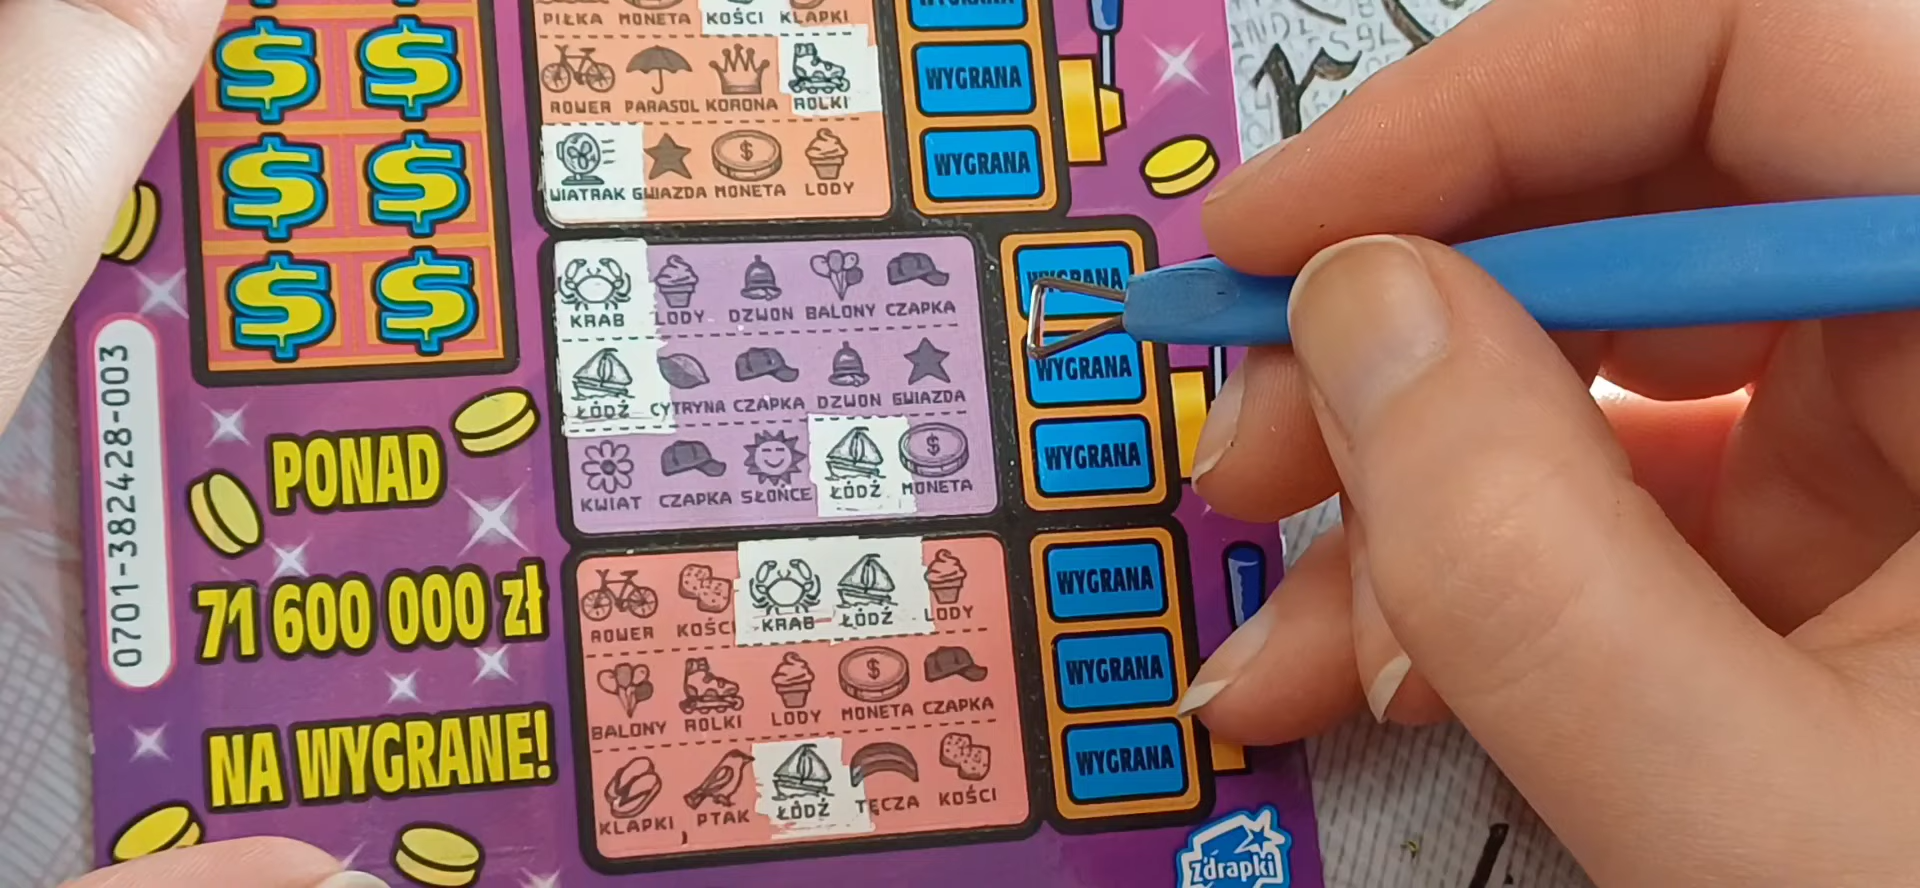 PIŁKA MONETA KOŚCI KLAPKI
ROWER PARASOL KORONA ROLKI
WYGRANA
WIATRAK GWIAZDA MONETA LODY
WYGRANA
KRAB LODY DZWON BALONY CZAPKA
WYGRANA
ŁÓDŹ CYTRYNA CZAPKA DZWON GWIAZDA
WYGRANA
KWIAT CZAPKA SŁOŃCE ŁÓDŹ MONETA
WYGRANA
ROWER KOŚCI KRAB ŁÓDŹ LODY
WYGRANA
BALONY ROLKI LODY MONETA CZAPKA
WYGRANA
KLAPKI PTAK ŁÓDŹ TĘCZA KOŚCI
WYGRANA
0701-382428-003
PONAD
71 600 000 zł
NA WYGRANE!
Zdrapki